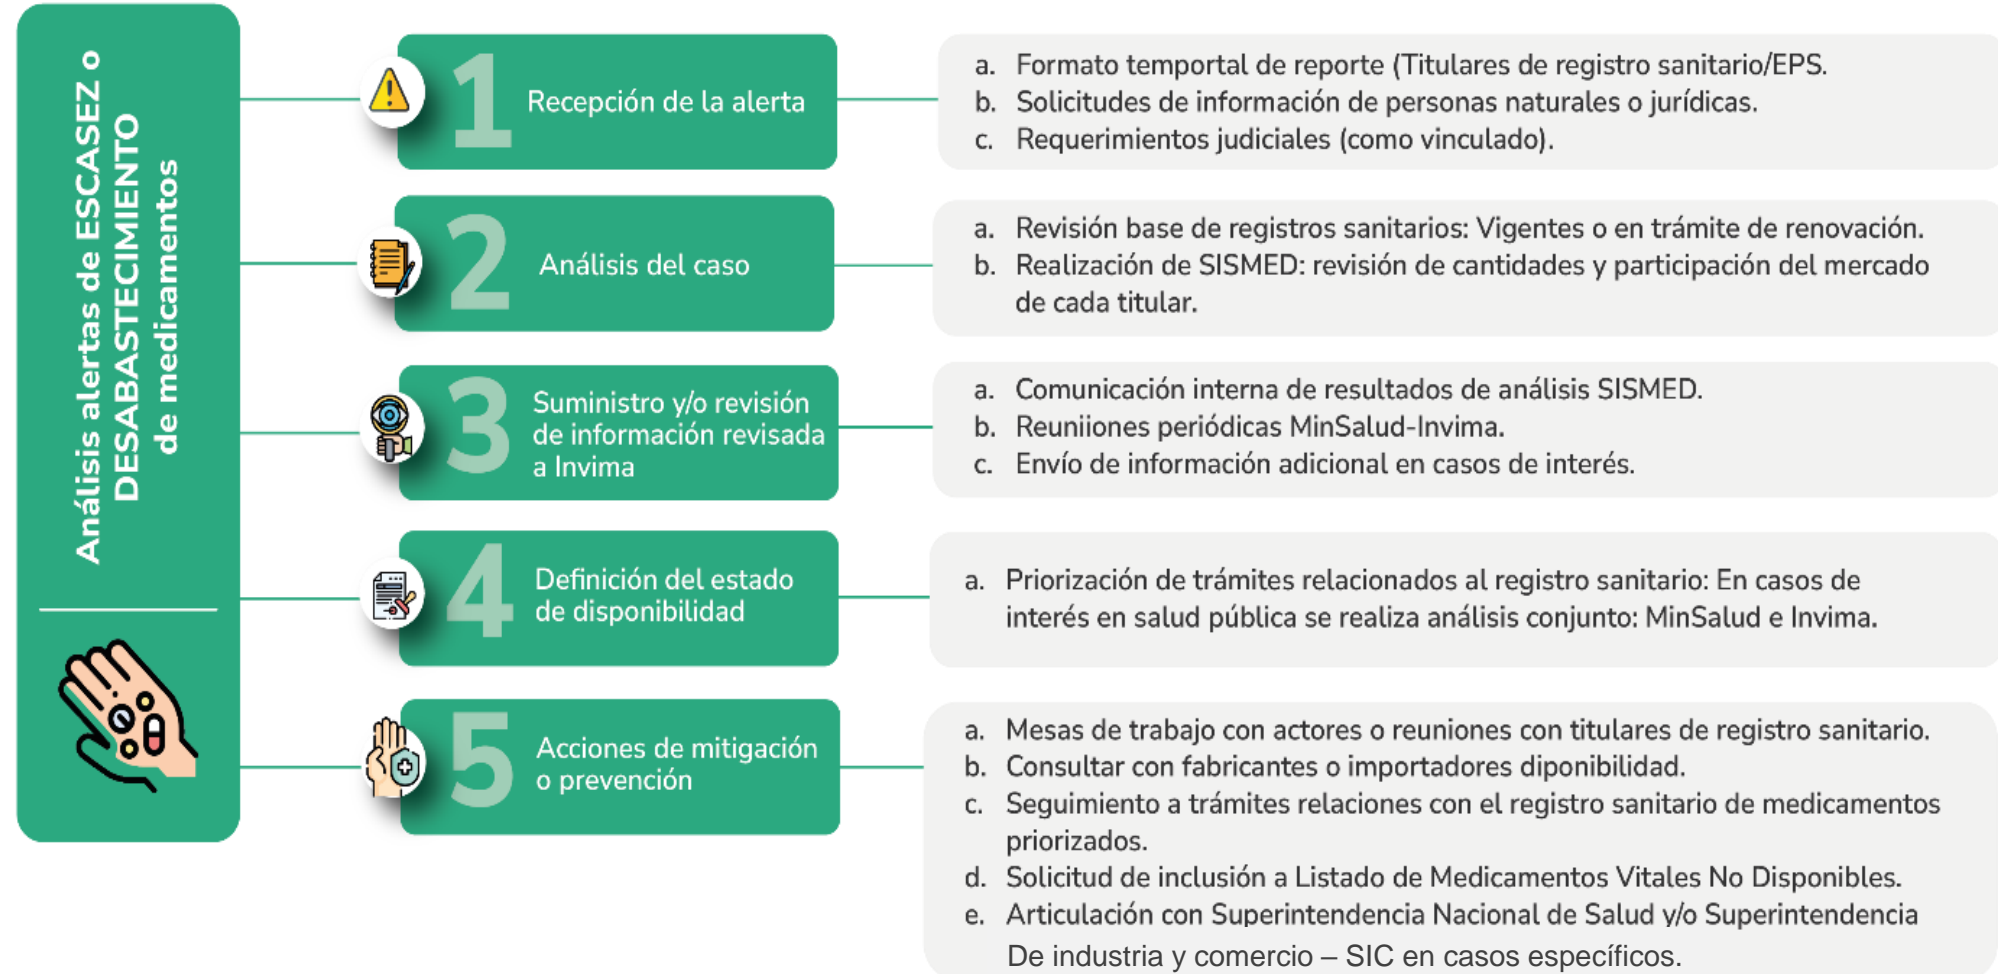 Análisis alertas de ESCASEZ o
DESABASTECIMIENTO
de medicamentos
1
Recepción de la alerta
a. Formato temportal de reporte (Titulares de registro sanitario/EPS.
b. Solicitudes de información de personas naturales o jurídicas.
c. Requerimientos judiciales (como vinculado).
2
Análisis del caso
a. Revisión base de registros sanitarios: Vigentes o en trámite de renovación.
b. Realización de SISMED: revisión de cantidades y participación del mercado
de cada titular.
3
Suministro y/o revisión
de información revisada
a Invima
a. Comunicación interna de resultados de análisis SISMED.
b. Reuniiones periódicas MinSalud-Invima.
c. Envío de información adicional en casos de interés.
4
Definición del estado
de disponibilidad
a. Priorización de trámites relacionados al registro sanitario: En casos de
interés en salud pública se realiza análisis conjunto: MinSalud e Invima.
5
Acciones de mitigación
o prevención
a. Mesas de trabajo con actores o reuniones con titulares de registro sanitario.
b. Consultar con fabricantes o importadores diponibilidad.
c. Seguimiento a trámites relaciones con el registro sanitario de medicamentos
priorizados.
d. Solicitud de inclusión a Listado de Medicamentos Vitales No Disponibles.
e. Articulación con Superintendencia Nacional de Salud y/o Superintendencia
De industria y comercio – SIC en casos específicos.